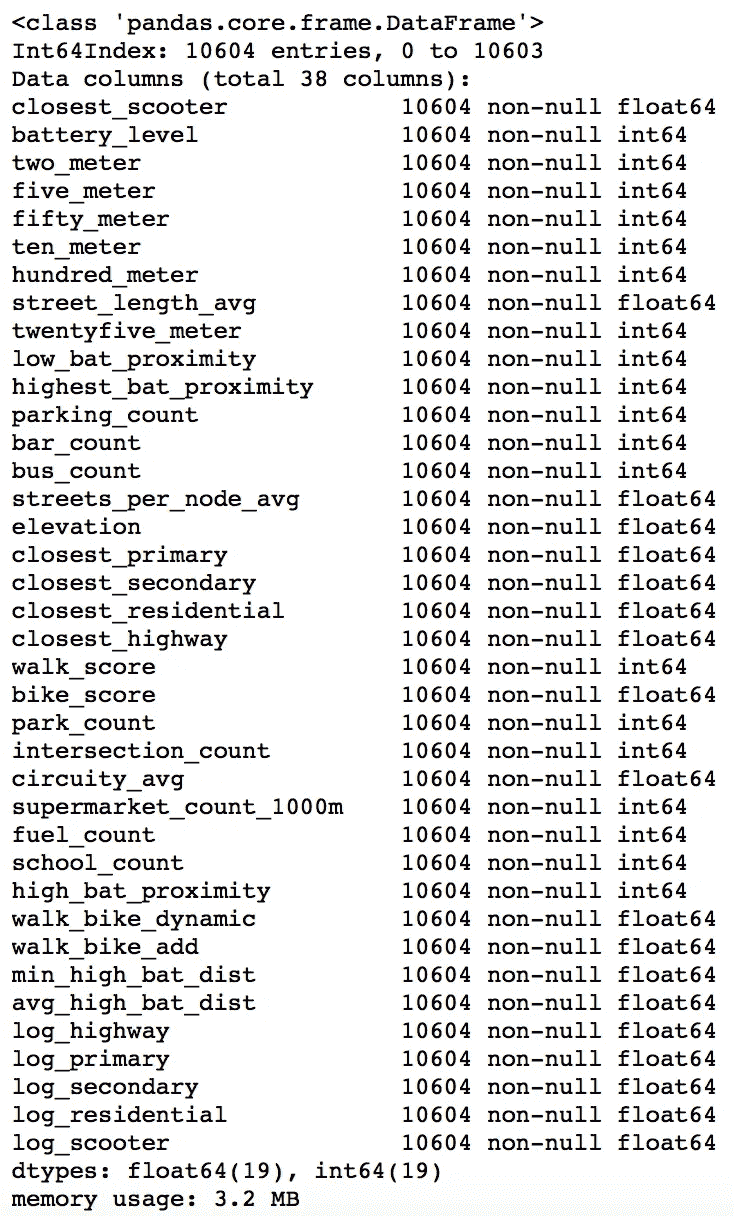 <class 'pandas.core.frame.DataFrame'>
Int64Index: 10604 entries, 0 to 10603
Data columns (total 38 columns):
closest_scooter 10604 non-null float64
battery_level 10604 non-null int64
two_meter 10604 non-null int64
five_meter 10604 non-null int64
fifty_meter 10604 non-null int64
ten_meter 10604 non-null int64
hundred_meter 10604 non-null int64
street_length_avg 10604 non-null float64
twentyfive_meter 10604 non-null int64
low_bat_proximity 10604 non-null int64
highest_bat_proximity 10604 non-null int64
parking_count 10604 non-null int64
bar_count 10604 non-null int64
bus_count 10604 non-null int64
streets_per_node_avg 10604 non-null float64
elevation 10604 non-null float64
closest_primary 10604 non-null float64
closest_secondary 10604 non-null float64
closest_residential 10604 non-null float64
closest_highway 10604 non-null float64
walk_score 10604 non-null int64
bike_score 10604 non-null float64
park_count 10604 non-null int64
intersection_count 10604 non-null int64
circuity_avg 10604 non-null float64
supermarket_count_1000m 10604 non-null int64
fuel_count 10604 non-null int64
school_count 10604 non-null int64
high_bat_proximity 10604 non-null int64
walk_bike_dynamic 10604 non-null float64
walk_bike_add 10604 non-null float64
min_high_bat_dist 10604 non-null float64
avg_high_bat_dist 10604 non-null float64
log_highway 10604 non-null float64
log_primary 10604 non-null float64
log_secondary 10604 non-null float64
log_residential 10604 non-null float64
log_scooter 10604 non-null float64
dtypes: float64(19), int64(19)
memory usage: 3.2 MB